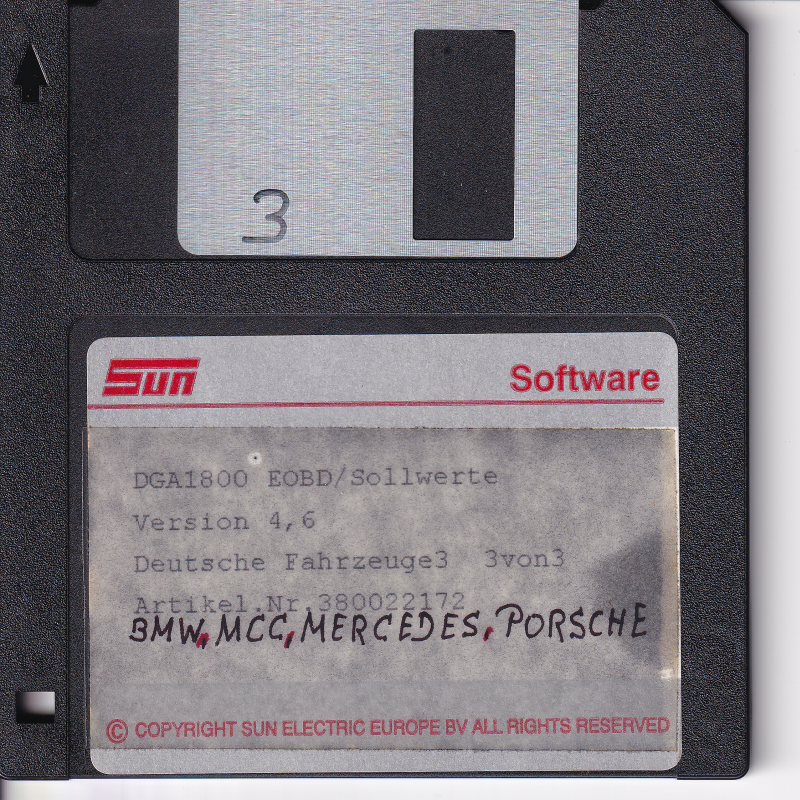 3
Sun Software
DGA1800 EOBD/Sollwerte
Version 4,6
Deutsche Fahrzeuge3 3von3
Artikel.Nr.380022172
BMW, MCC, MERCEDES, PORSCHE
© COPYRIGHT SUN ELECTRIC EUROPE BV ALL RIGHTS RESERVED